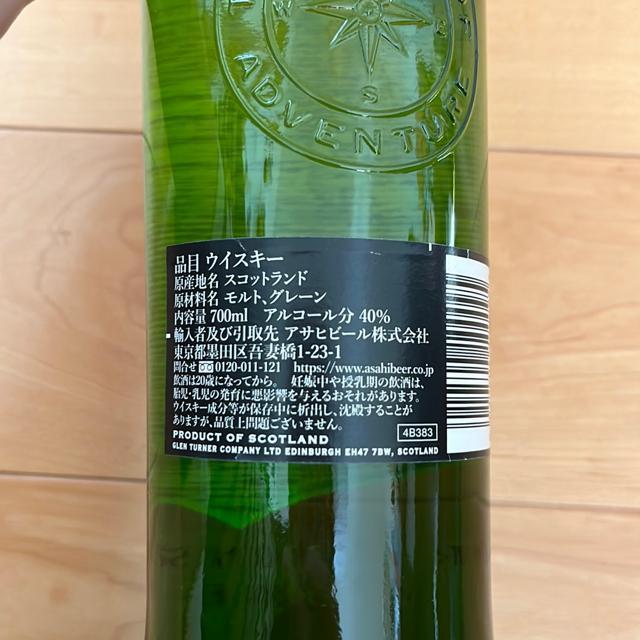 W
S
ADVENTURE
品目 ウイスキー
原産地名 スコットランド
原材料名 モルト、グレーン
内容量 700ml アルコール分 40%
輸入者及び引取先 アサヒビール株式会社
東京都墨田区吾妻橋1-23-1
問合せ 0120-011-121 https://www.asahibeer.co.jp
飲酒は20歳になってから。 妊娠中や授乳期の飲酒は、
胎児・乳児の発育に悪影響を与えるおそれがあります。
ウイスキー成分等が保存中に析出し、沈殿することが
ありますが、品質上問題ございません。
PRODUCT OF SCOTLAND
4B383
GLEN TURNER COMPANY LTD EDINBURGH EH47 7BW, SCOTLAND